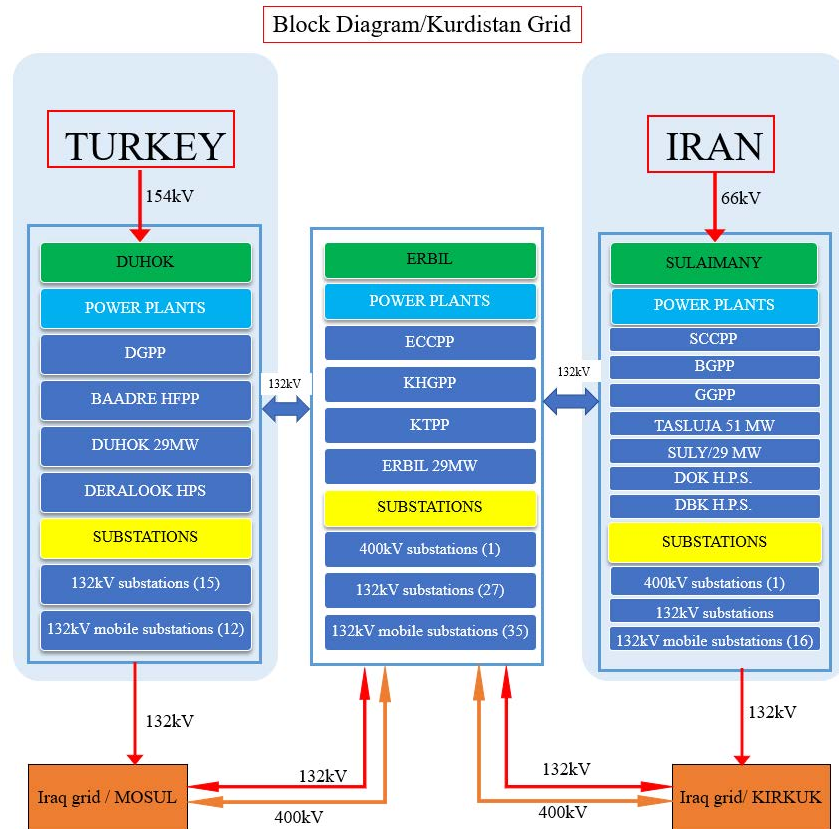 Block Diagram/Kurdistan Grid
TURKEY
154kV
DUHOK
POWER PLANTS
DGPP
BAADRE HFPP
DUHOK 29MW
DERALOOK HPS
SUBSTATIONS
132kV substations (15)
132kV mobile substations (12)
132kV
ERBIL
POWER PLANTS
ECCPP
KHGPP
KTPP
ERBIL 29MW
SUBSTATIONS
400kV substations (1)
132kV substations (27)
132kV mobile substations (35)
132kV
IRAN
66kV
SULAIMANY
POWER PLANTS
SCCPP
BGPP
GGPP
TASLUJA 51 MW
SULY/29 MW
DOK H.P.S.
DBK H.P.S.
SUBSTATIONS
400kV substations (1)
132kV substations
132kV mobile substations (16)
132kV
132kV
Iraq grid / MOSUL
132kV
400kV
132kV
400kV
Iraq grid/ KIRKUK